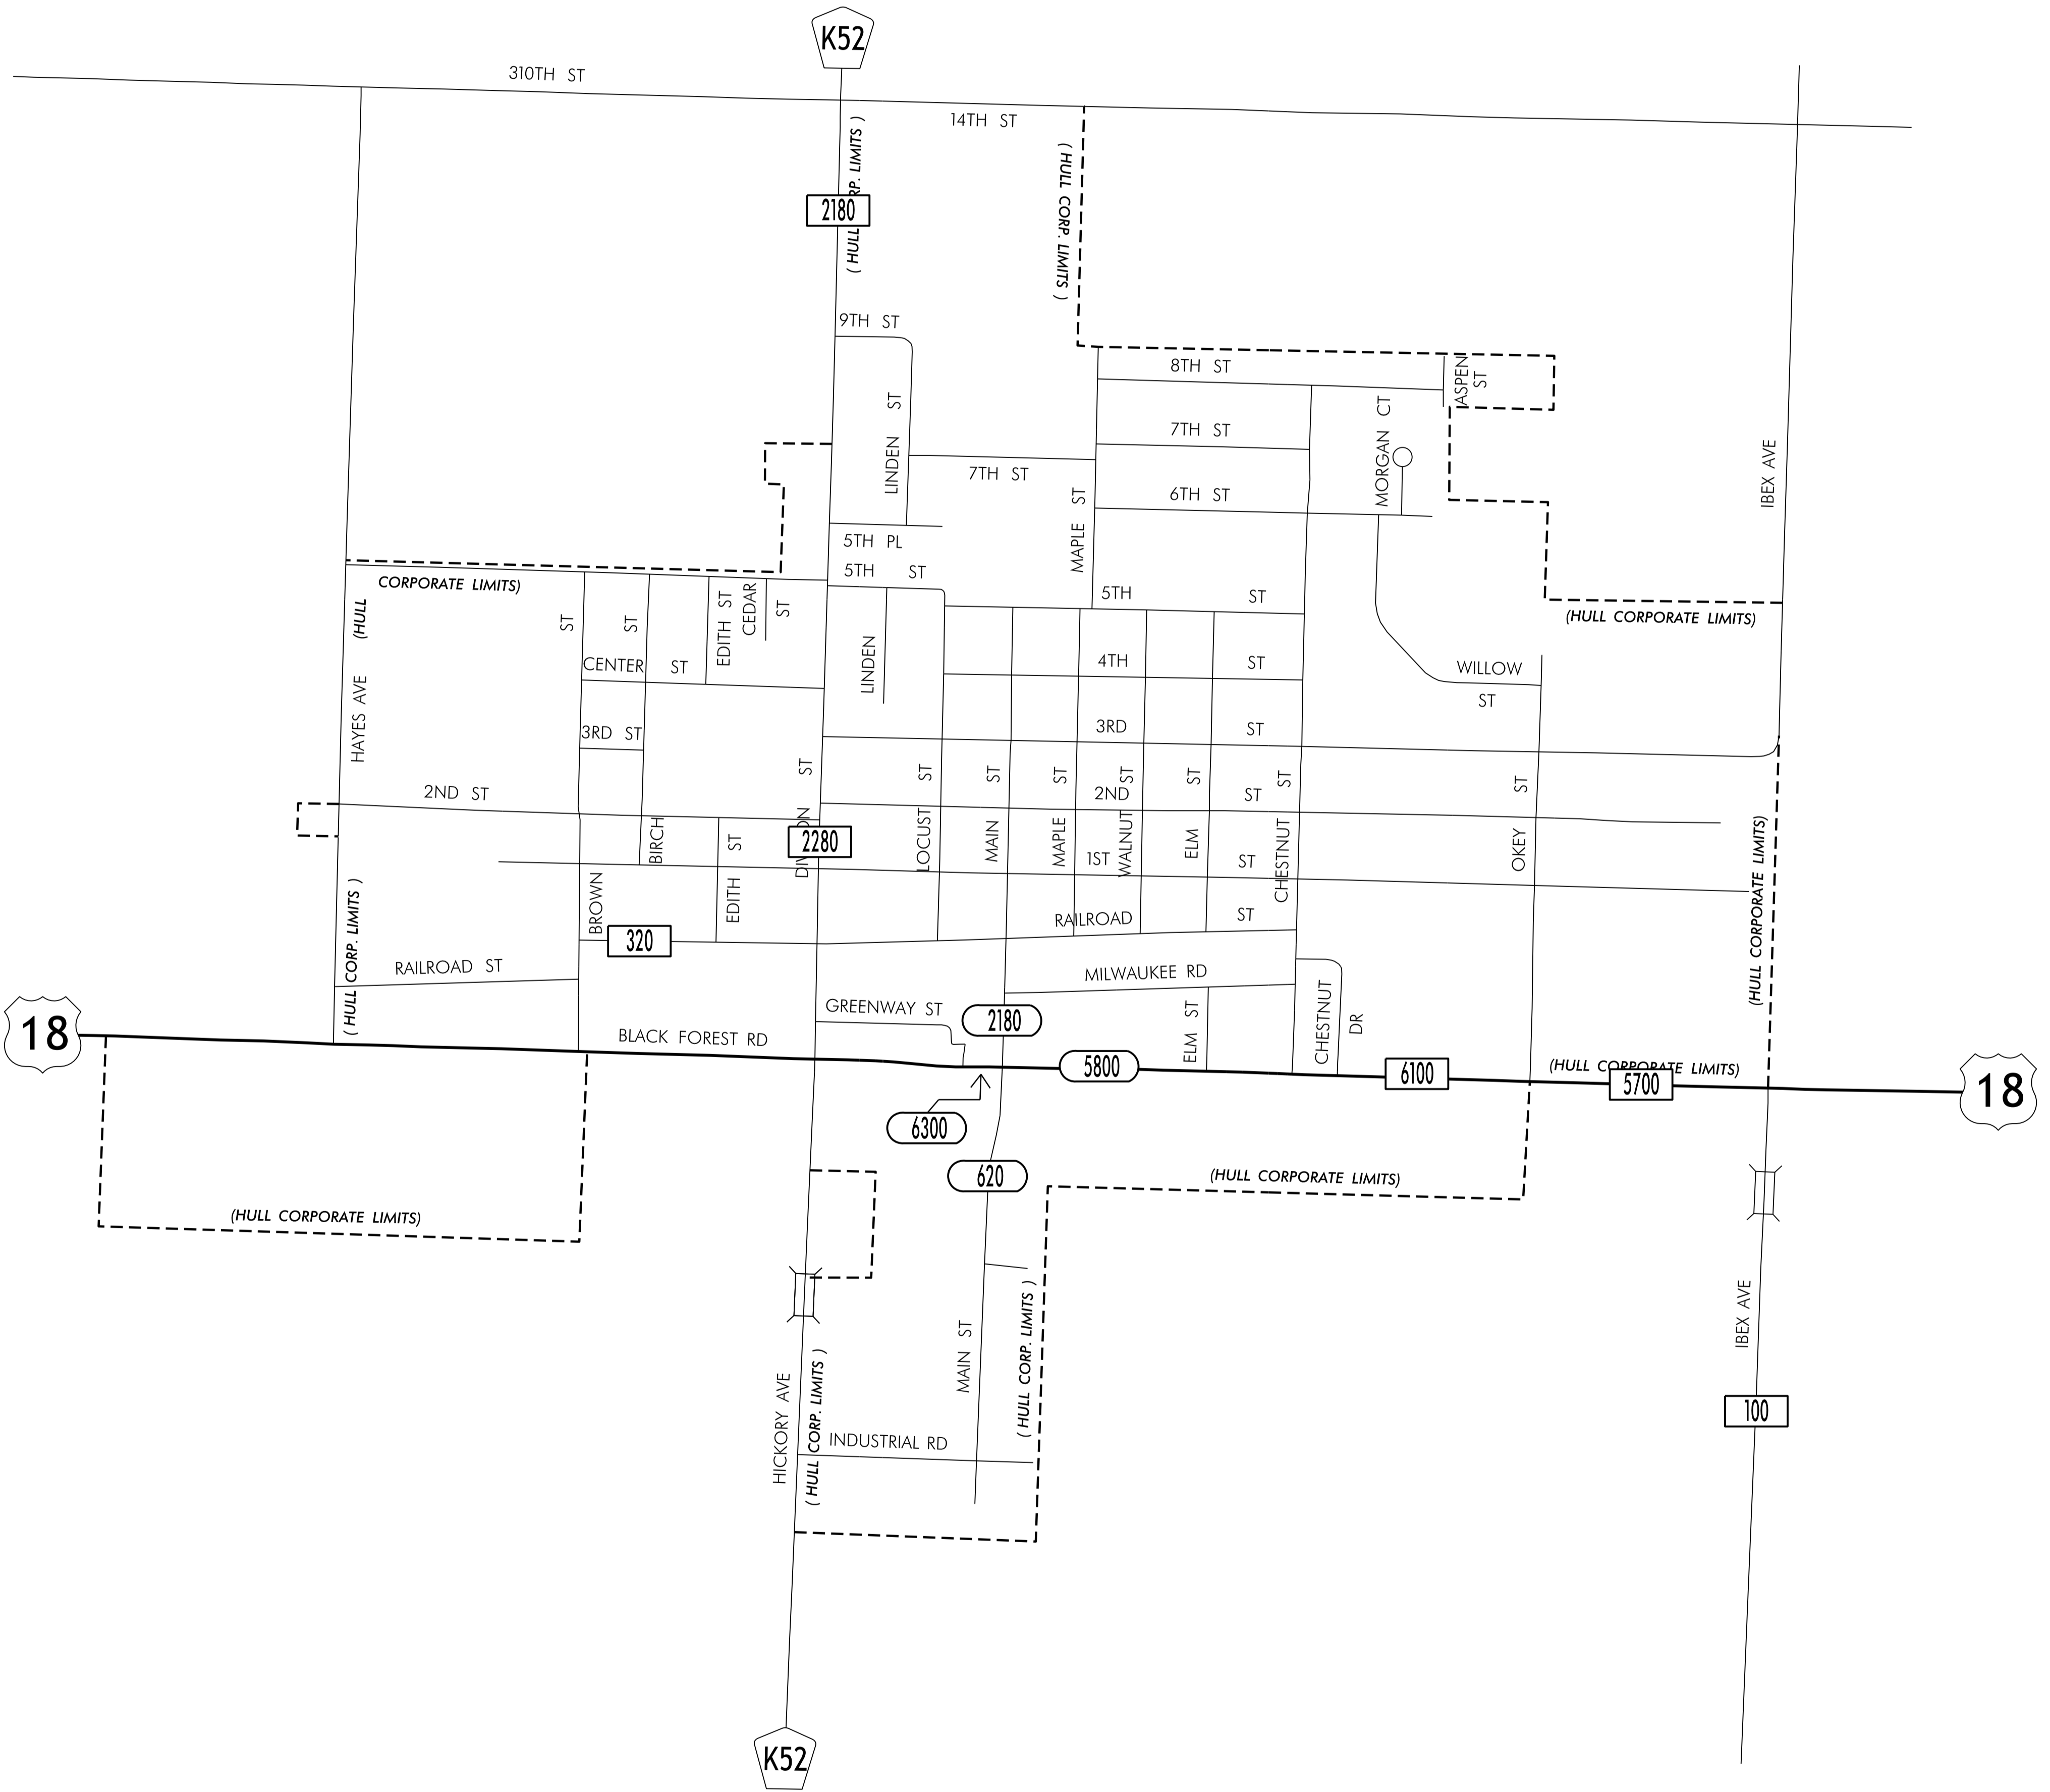 K52
310TH ST
14TH ST
( HULL CORP. LIMITS )
2180
( HULL RP. LIMITS )
9TH ST
8TH ST
ASPEN
ST
LINDEN ST
7TH ST
7TH ST
MORGAN CT
6TH ST
MAPLE ST
IBEX AVE
5TH PL
5TH ST
CORPORATE LIMITS)
(HULL
HAYES AVE
ST
ST
EDITH ST
CEDAR
ST
5TH ST
(HULL CORPORATE LIMITS)
CENTER ST
LINDEN
4TH ST
WILLOW
ST
3RD ST
3RD ST
2ND ST
ST
ST
ST
ST
ST
ST
ST
ST
2ND ST
BIRCH
EDITH ST
DIV ON
2280
LOCUST
MAIN
MAPLE
WALNUT
ELM
CHESTNUT
OKEY
1ST ST
(HULL CORPORATE LIMITS)
( HULL CORP. LIMITS )
BROWN
EDITH
320
RAILROAD ST
RAILROAD ST
MILWAUKEE RD
GREENWAY ST
2180
ELM ST
CHESTNUT
DR
18
BLACK FOREST RD
5800
6100
(HULL CORPORATE LIMITS)
5700
18
6300
620
(HULL CORPORATE LIMITS)
(HULL CORPORATE LIMITS)
MAIN ST
( HULL CORP. LIMITS )
IBEX AVE
HICKORY AVE
( HULL CORP. LIMITS )
INDUSTRIAL RD
100
K52